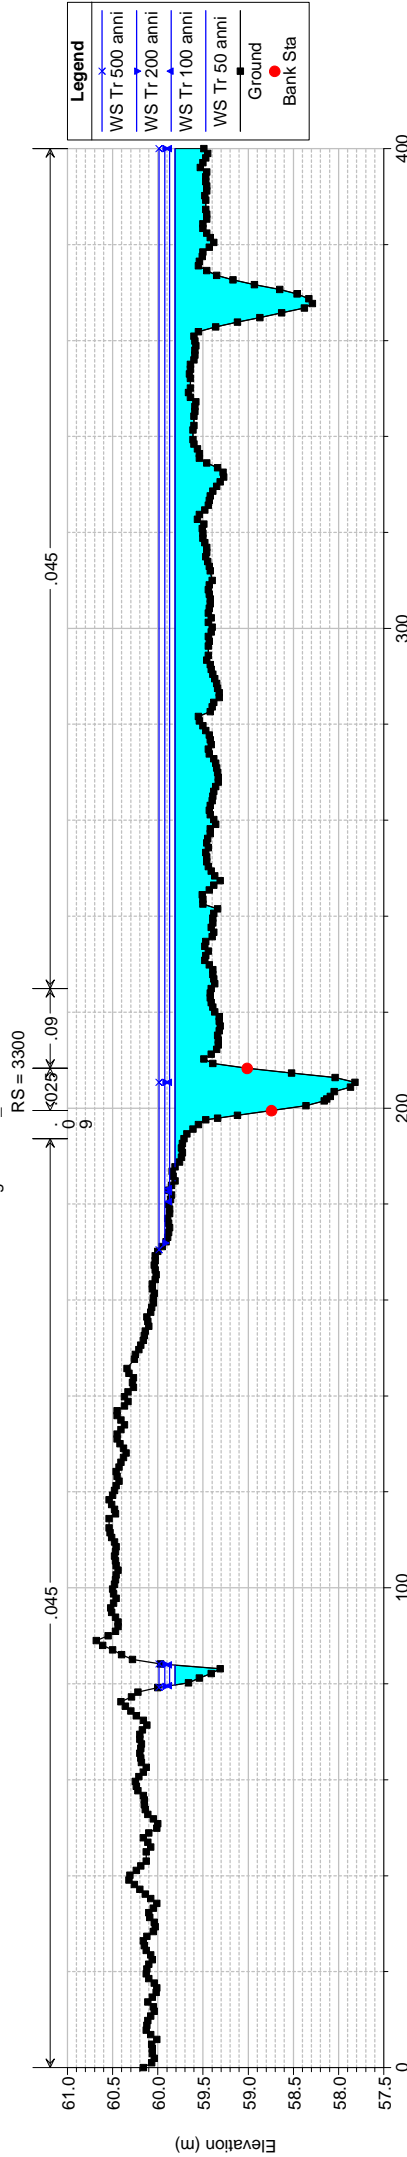 RS = 3300
.045
.09
.025
.09
.045
Legend
WS Tr 500 anni
WS Tr 200 anni
WS Tr 100 anni
WS Tr 50 anni
Ground
Bank Sta
61.0
60.5
60.0
59.5
59.0
58.5
58.0
57.5
Elevation (m)
0
100
200
300
400